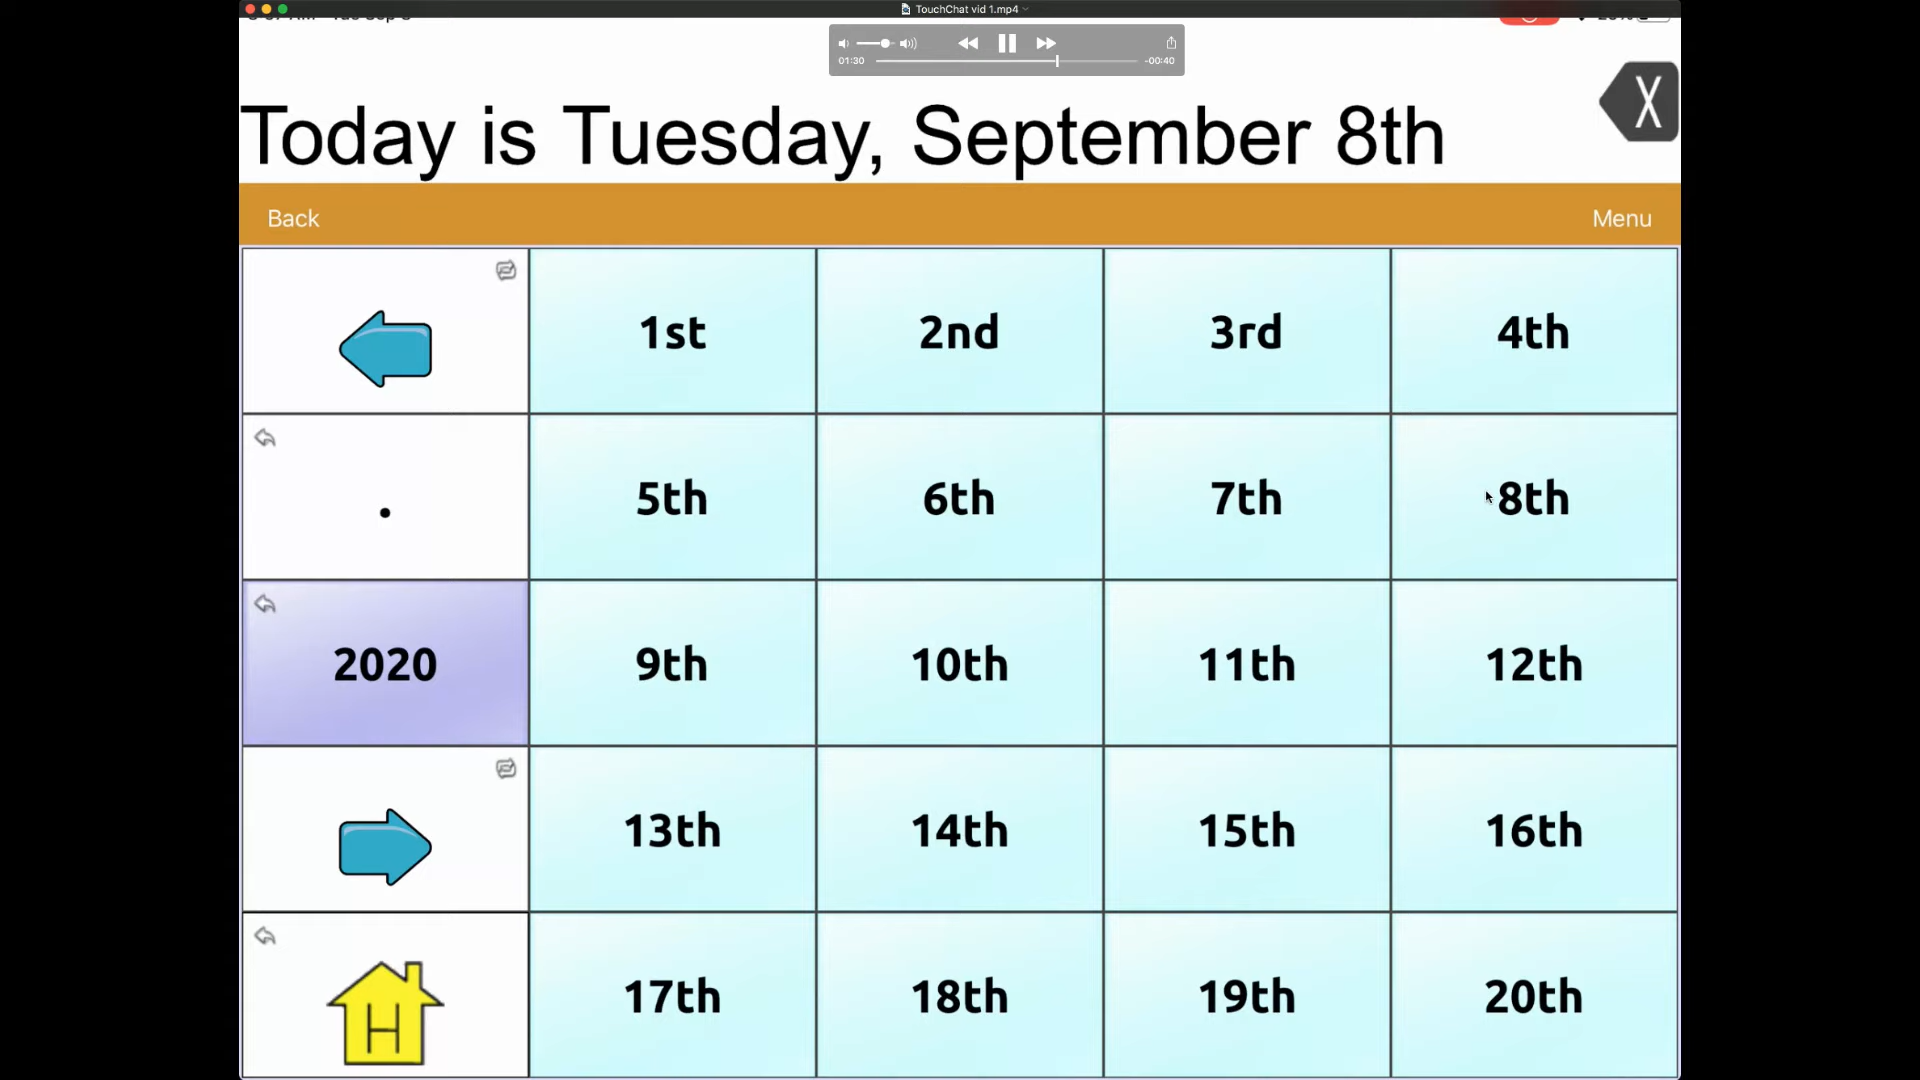 TouchChat vid 1.mp4
01:30
-00:40
X
Today is Tuesday, September 8th
Back
Menu
1st
2nd
3rd
4th
.
5th
6th
7th
8th
2020
9th
10th
11th
12th
13th
14th
15th
16th
H
17th
18th
19th
20th